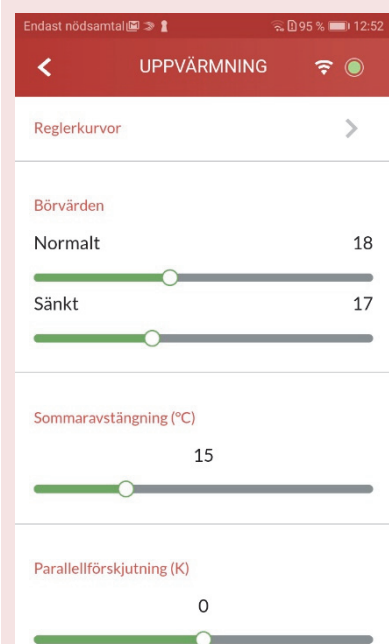 Endast nödsamtal 95 % 12:52
UPPVÄRMNING
Reglerkurvor
Börvärden
Normalt 18
Sänkt 17
Sommaravstängning (°C)
15
Parallellförskjutning (K)
0